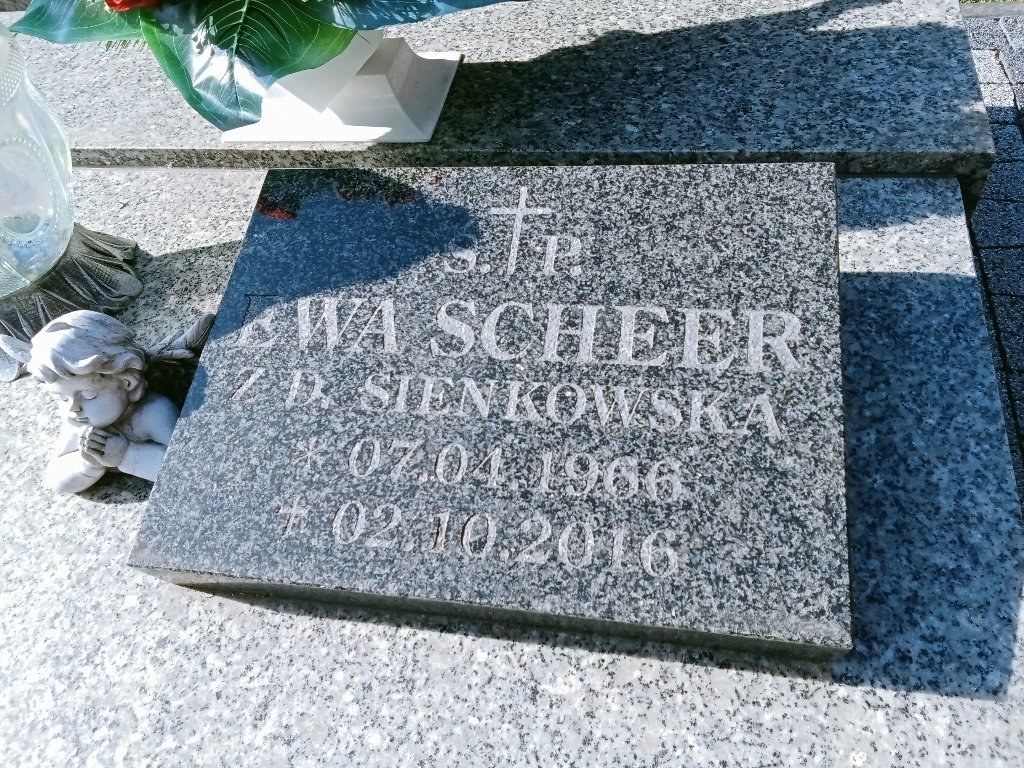 Ś. † P.
EWA SCHEER
Z D. SIENKOWSKA
* 07.04.1966
† 02.10.2016